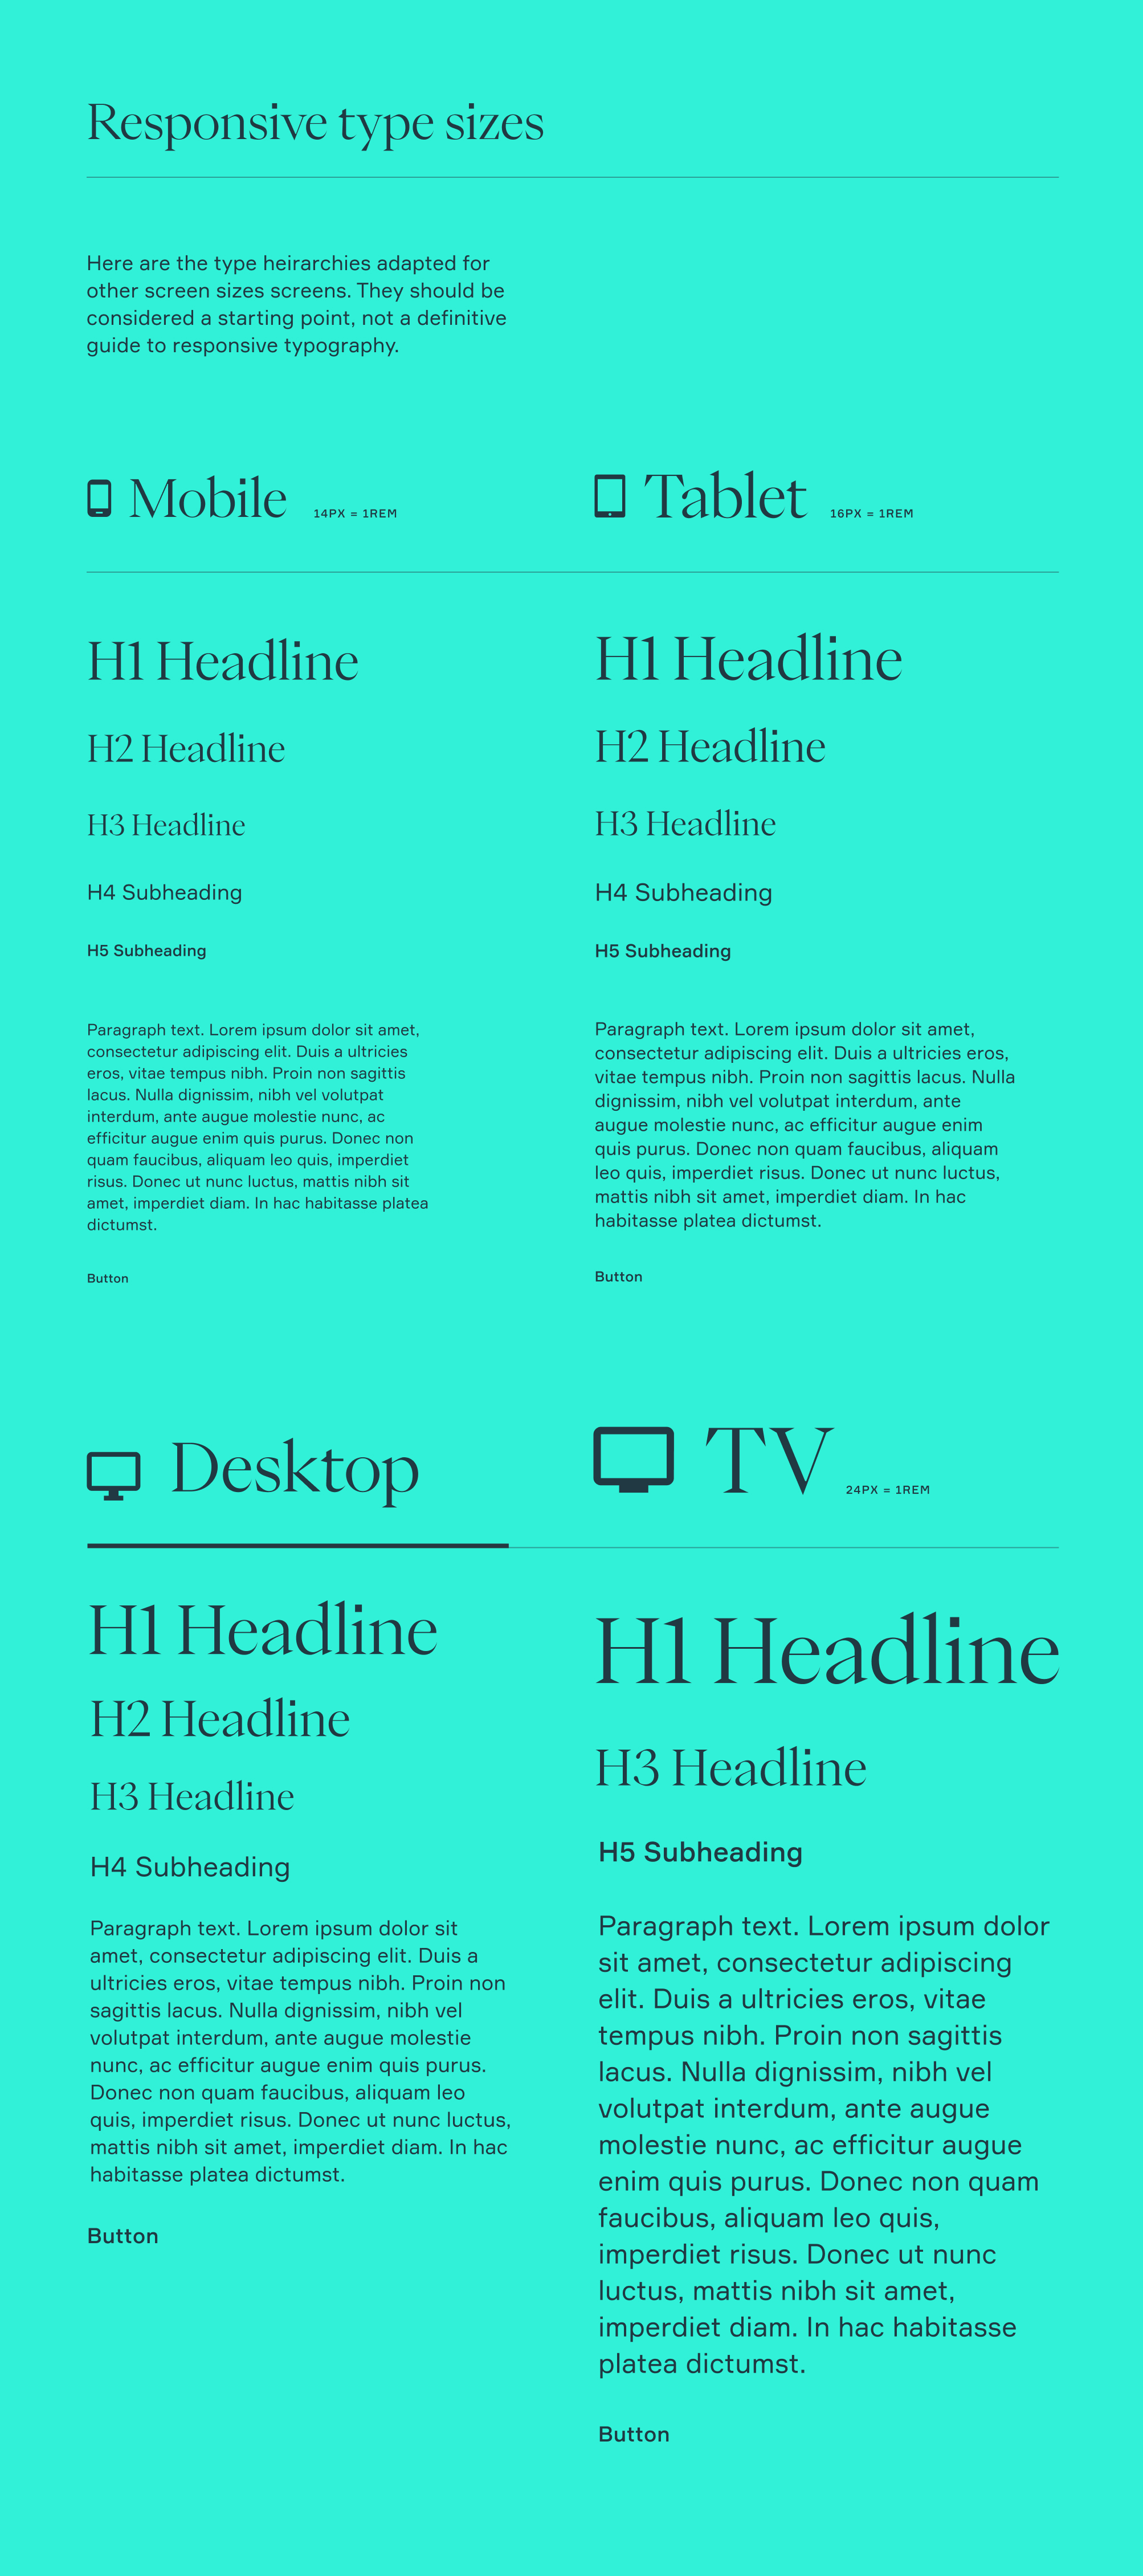 Responsive type sizes
Here are the type heirarchies adapted for
other screen sizes screens. They should be
considered a starting point, not a definitive
guide to responsive typography.
Mobile 14PX = 1REM
Tablet 16PX = 1REM
H1 Headline
H2 Headline
H3 Headline
H4 Subheading
H5 Subheading
Paragraph text. Lorem ipsum dolor sit amet,
consectetur adipiscing elit. Duis a ultricies
eros, vitae tempus nibh. Proin non sagittis
lacus. Nulla dignissim, nibh vel volutpat
interdum, ante augue molestie nunc, ac
efficitur augue enim quis purus. Donec non
quam faucibus, aliquam leo quis, imperdiet
risus. Donec ut nunc luctus, mattis nibh sit
amet, imperdiet diam. In hac habitasse platea
dictumst.
Button
H1 Headline
H2 Headline
H3 Headline
H4 Subheading
H5 Subheading
Paragraph text. Lorem ipsum dolor sit amet,
consectetur adipiscing elit. Duis a ultricies eros,
vitae tempus nibh. Proin non sagittis lacus. Nulla
dignissim, nibh vel volutpat interdum, ante
augue molestie nunc, ac efficitur augue enim
quis purus. Donec non quam faucibus, aliquam
leo quis, imperdiet risus. Donec ut nunc luctus,
mattis nibh sit amet, imperdiet diam. In hac
habitasse platea dictumst.
Button
Desktop
TV 24PX = 1REM
H1 Headline
H2 Headline
H3 Headline
H4 Subheading
Paragraph text. Lorem ipsum dolor sit
amet, consectetur adipiscing elit. Duis a
ultricies eros, vitae tempus nibh. Proin non
sagittis lacus. Nulla dignissim, nibh vel
volutpat interdum, ante augue molestie
nunc, ac efficitur augue enim quis purus.
Donec non quam faucibus, aliquam leo
quis, imperdiet risus. Donec ut nunc luctus,
mattis nibh sit amet, imperdiet diam. In hac
habitasse platea dictumst.
Button
H1 Headline
H3 Headline
H5 Subheading
Paragraph text. Lorem ipsum dolor
sit amet, consectetur adipiscing
elit. Duis a ultricies eros, vitae
tempus nibh. Proin non sagittis
lacus. Nulla dignissim, nibh vel
volutpat interdum, ante augue
molestie nunc, ac efficitur augue
enim quis purus. Donec non quam
faucibus, aliquam leo quis,
imperdiet risus. Donec ut nunc
luctus, mattis nibh sit amet,
imperdiet diam. In hac habitasse
platea dictumst.
Button